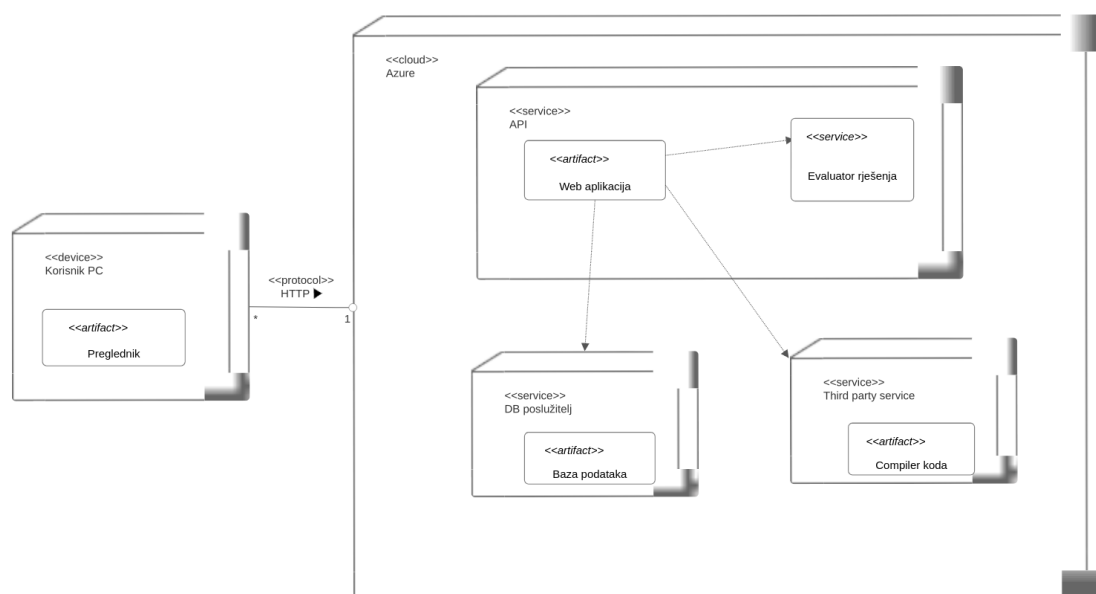 <<cloud>>
Azure
<<service>>
API
<<artifact>>
Web aplikacija
<<service>>
Evaluator rješenja
<<device>>
Korisnik PC
<<artifact>>
Preglednik
<<protocol>>
HTTP
*
1
<<service>>
DB poslužitelj
<<artifact>>
Baza podataka
<<service>>
Third party service
<<artifact>>
Compiler koda